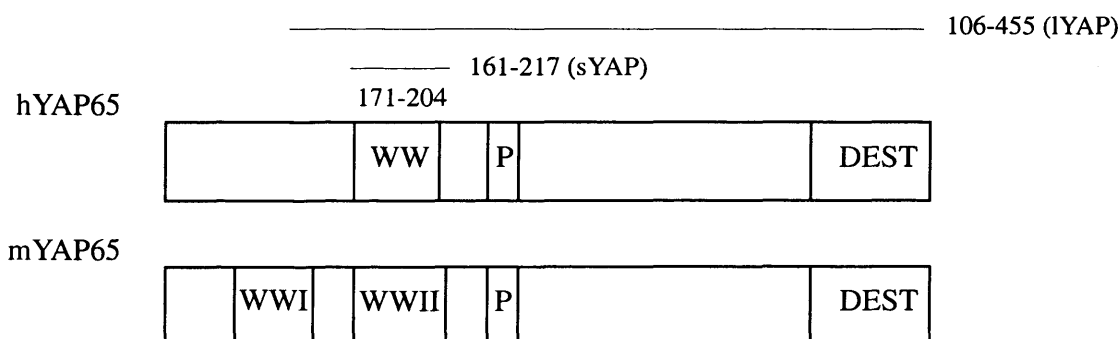 106-455 (lYAP)
161-217 (sYAP)
171-204
hYAP65
WW P DEST
mYAP65
WWI WWII P DEST